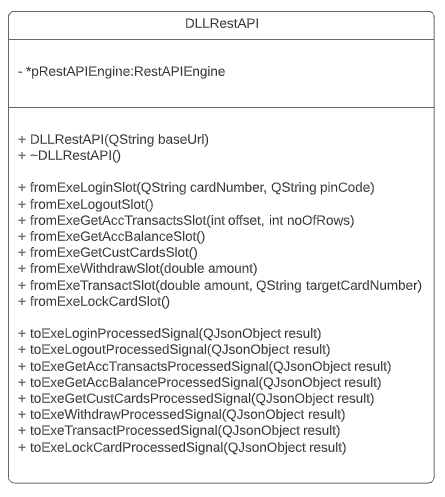 DLLRestAPI
- *pRestAPIEngine:RestAPIEngine
+ DLLRestAPI(QString baseUrl)
+ ~DLLRestAPI()
+ fromExeLoginSlot(QString cardNumber, QString pinCode)
+ fromExeLogoutSlot()
+ fromExeGetAccTransactsSlot(int offset, int noOfRows)
+ fromExeGetAccBalanceSlot()
+ fromExeGetCustCardsSlot()
+ fromExeWithdrawSlot(double amount)
+ fromExeTransactSlot(double amount, QString targetCardNumber)
+ fromExeLockCardSlot()
+ toExeLoginProcessedSignal(QJsonObject result)
+ toExeLogoutProcessedSignal(QJsonObject result)
+ toExeGetAccTractsProcessedSignal(QJsonObject result)
+ toExeGetAccBalanceProcessedSignal(QJsonObject result)
+ toExeGetCustCardsProcessedSignal(QJsonObject result)
+ toExeWithdrawProcessedSignal(QJsonObject result)
+ toExeTransactProcessedSignal(QJsonObject result)
+ toExeLockCardProcessedSignal(QJsonObject result)